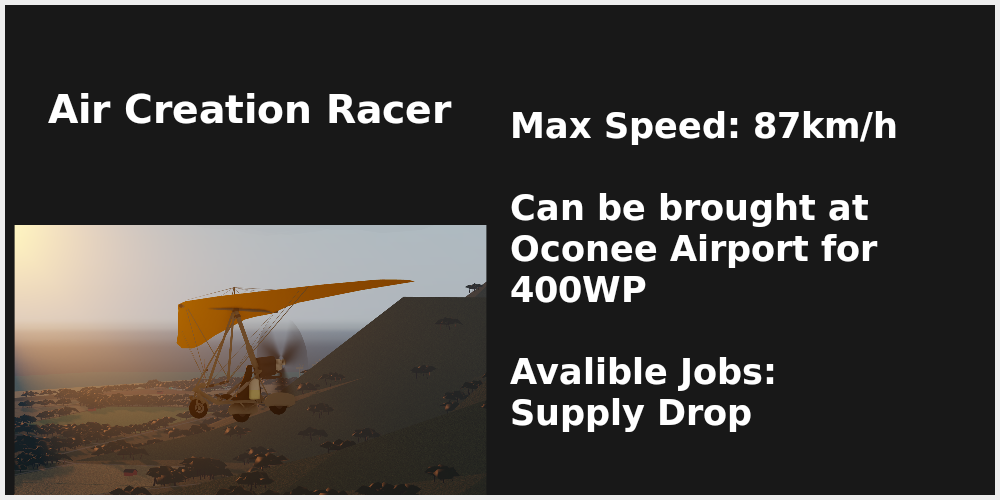 Air Creation Racer
Max Speed: 87km/h
Can be brought at
Oconee Airport for
400WP
Avalible Jobs:
Supply Drop